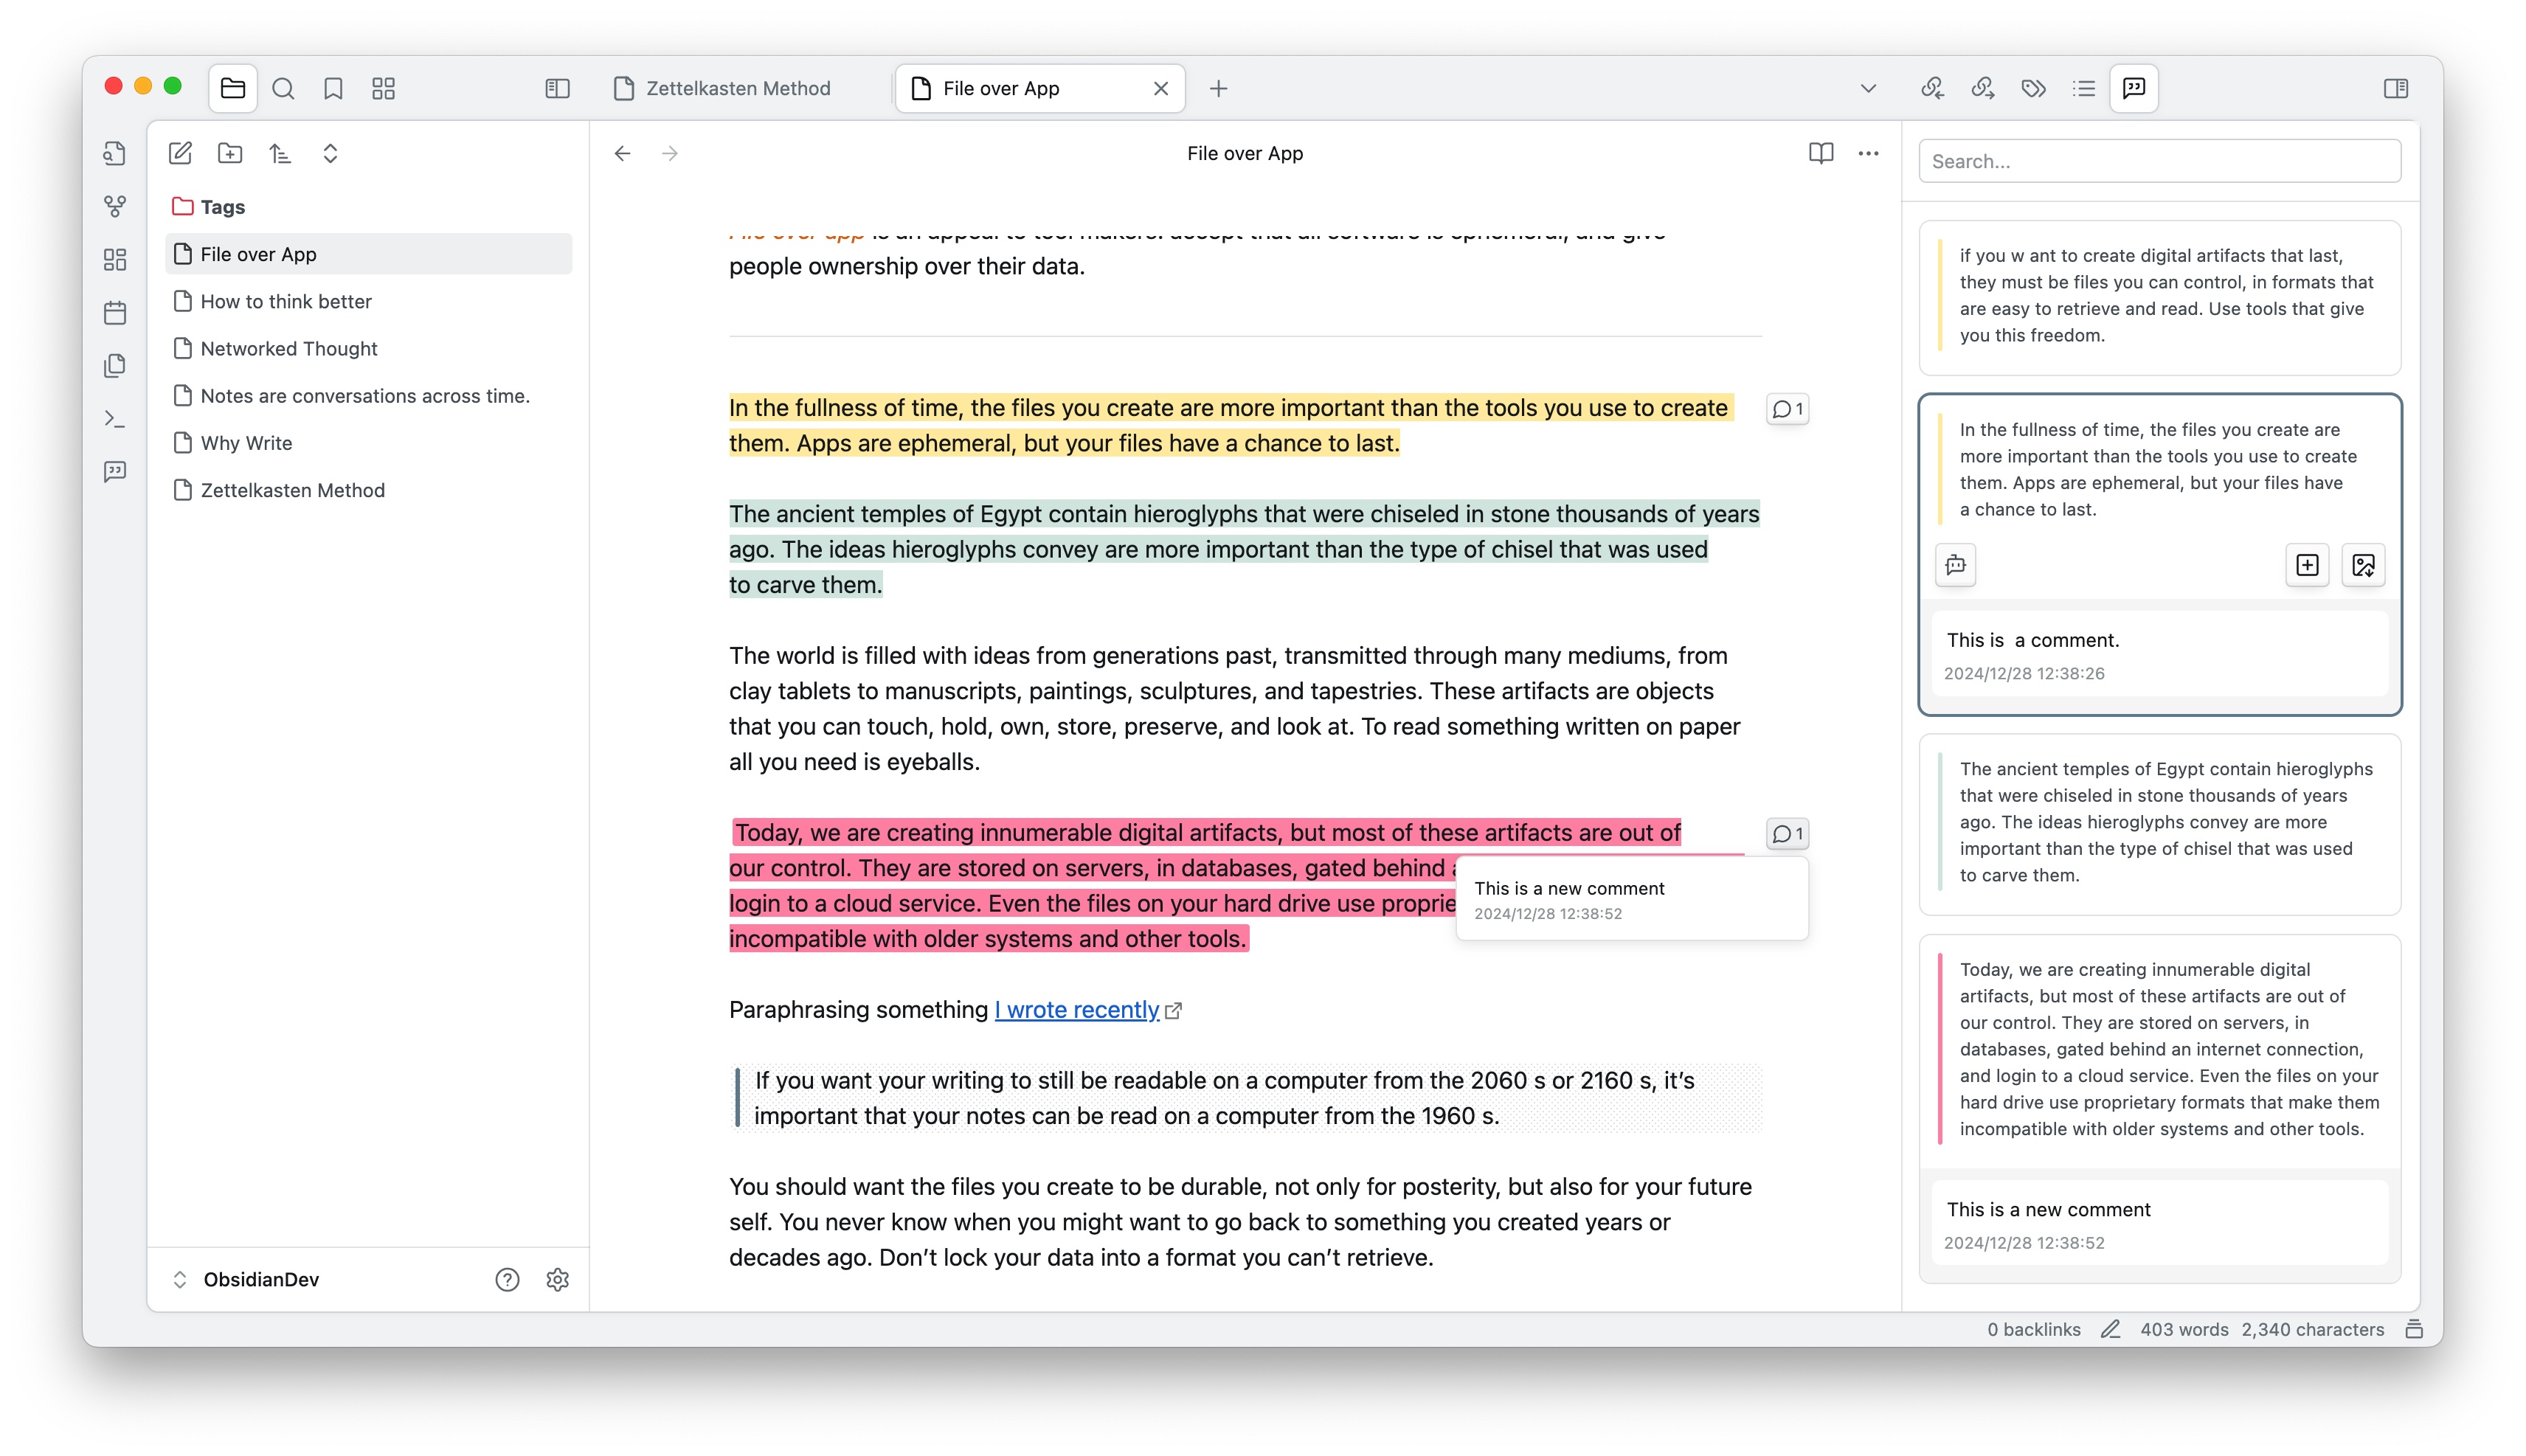 Zettelkasten Method
File over App
Tags
File over App
How to think better
Networked Thought
Notes are conversations across time.
Why Write
Zettelkasten Method
ObsidianDev
File over App
File over app is an appeal to tool makers: accept that all software is ephemeral, and give
people ownership over their data.
In the fullness of time, the files you create are more important than the tools you use to create
them. Apps are ephemeral, but your files have a chance to last.
1
The ancient temples of Egypt contain hieroglyphs that were chiseled in stone thousands of years
ago. The ideas hieroglyphs convey are more important than the type of chisel that was used
to carve them.
The world is filled with ideas from generations past, transmitted through many mediums, from
clay tablets to manuscripts, paintings, sculptures, and tapestries. These artifacts are objects
that you can touch, hold, own, store, preserve, and look at. To read something written on paper
all you need is eyeballs.
Today, we are creating innumerable digital artifacts, but most of these artifacts are out of
1
our control. They are stored on servers, in databases, gated behind
login to a cloud service. Even the files on your hard drive use proprie
incompatible with older systems and other tools.
This is a new comment
2024/12/28 12:38:52
Paraphrasing something I wrote recently
If you want your writing to still be readable on a computer from the 2060 s or 2160 s, it’s
important that your notes can be read on a computer from the 1960 s.
You should want the files you create to be durable, not only for posterity, but also for your future
self. You never know when you might want to go back to something you created years or
decades ago. Don’t lock your data into a format you can’t retrieve.
Search...
if you w ant to create digital artifacts that last,
they must be files you can control, in formats that
are easy to retrieve and read. Use tools that give
you this freedom.
In the fullness of time, the files you create are
more important than the tools you use to create
them. Apps are ephemeral, but your files have
a chance to last.
This is  a comment.
2024/12/28 12:38:26
The ancient temples of Egypt contain hieroglyphs
that were chiseled in stone thousands of years
ago. The ideas hieroglyphs convey are more
important than the type of chisel that was used
to carve them.
Today, we are creating innumerable digital
artifacts, but most of these artifacts are out of
our control. They are stored on servers, in
databases, gated behind an internet connection,
and login to a cloud service. Even the files on your
hard drive use proprietary formats that make them
incompatible with older systems and other tools.
This is a new comment
2024/12/28 12:38:52
0 backlinks
403 words
2,340 characters